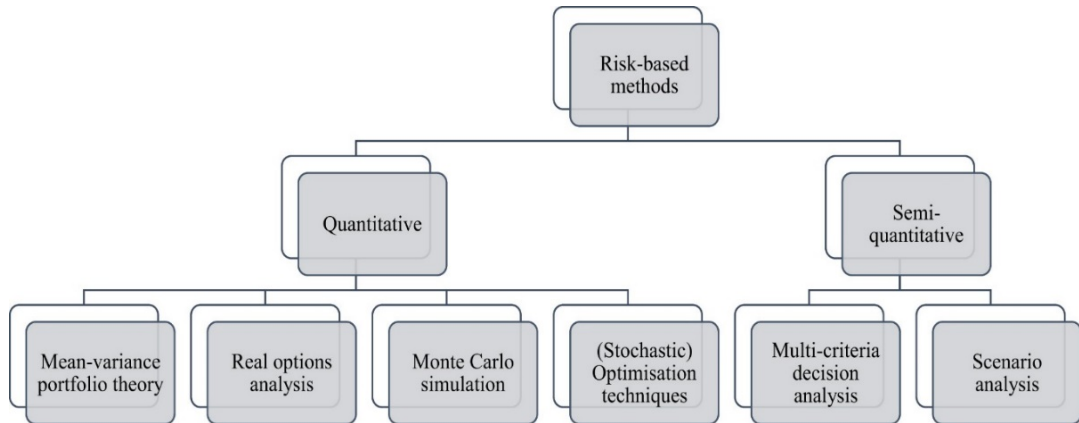 Risk-based
methods
Quantitative
Semi-
quantitative
Mean-variance
portfolio theory
Real options
analysis
Monte Carlo
simulation
(Stochastic)
Optimisation
techniques
Multi-criteria
decision
analysis
Scenario
analysis